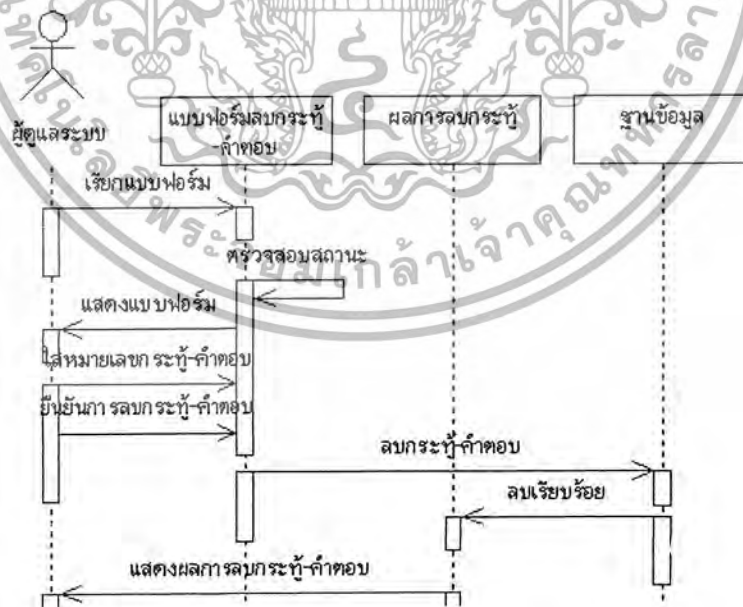 ผู้ดูแลระบบ
แบบฟอร์มลบกระทู้
-คำตอบ
ผลการลบกระทู้
ฐานข้อมูล
เรียกแบบฟอร์ม
ตรวจสอบสถานะ
แสดงแบบฟอร์ม
ใส่หมายเลขกระทู้-คำตอบ
ยืนยันการลบกระทู้-คำตอบ
ลบกระทู้-คำตอบ
ลบเรียบร้อย
แสดงผลการลบกระทู้-คำตอบ